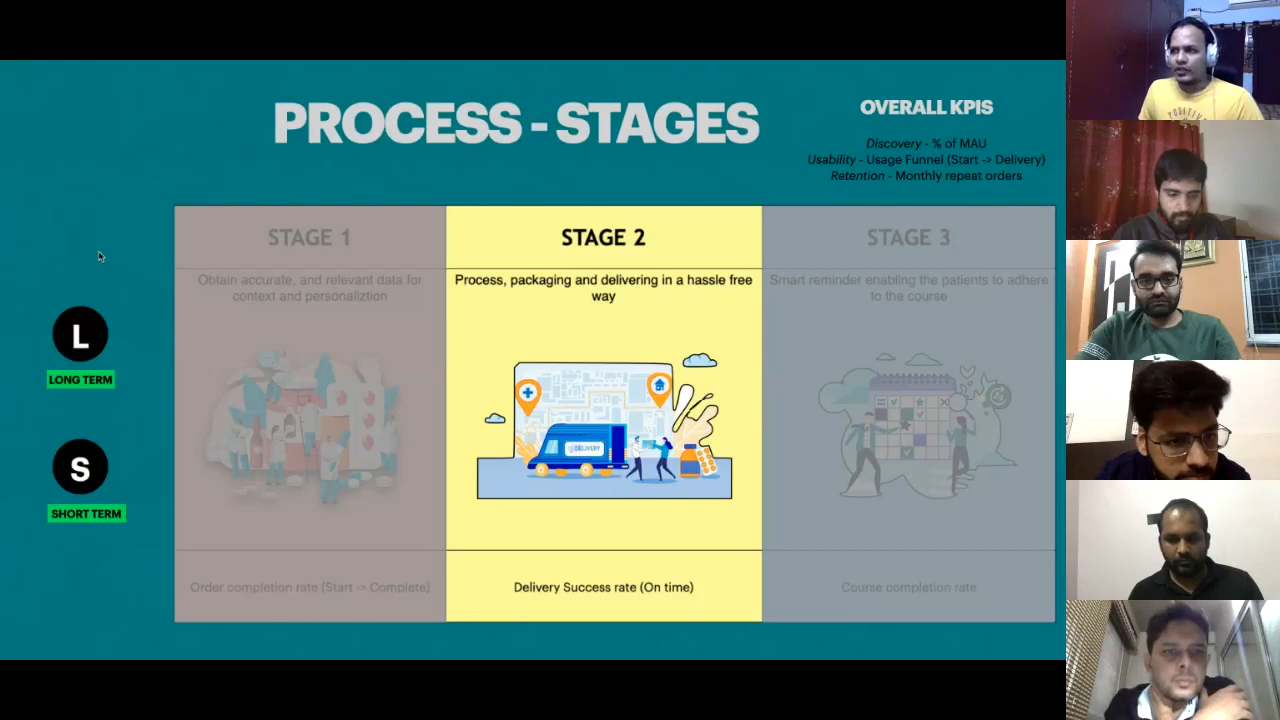 PROCESS - STAGES
OVERALL KPIS
Discovery - % of MAU
Usability - Usage Funnel (Start -> Delivery)
Retention - Monthly repeat orders
STAGE 1
STAGE 2
STAGE 3
Obtain accurate, and relevant data for
context and personaliztion
Process, packaging and delivering in a hassle free
way
Smart reminder enabling the patients to adhere
to the course
L
LONG TERM
S
SHORT TERM
DELIVERY
Order completion rate (Start -> Complete)
Delivery Success rate (On time)
Course completion rate
POSITIVE